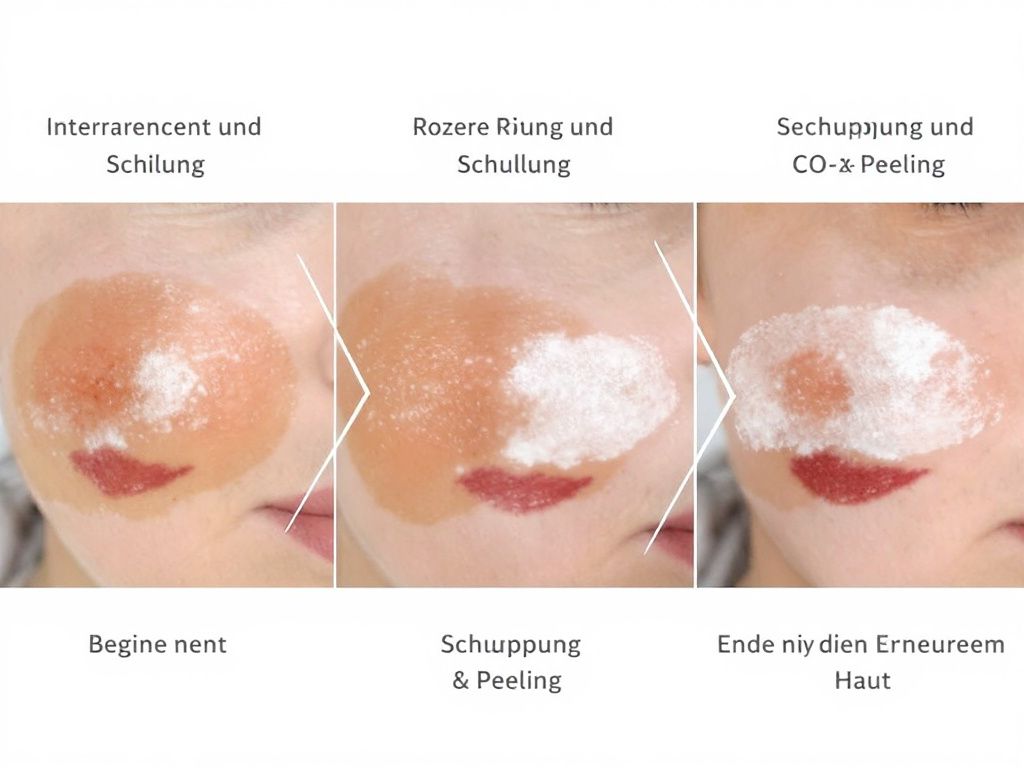 Interrarencent und
Schilung
Rozere Riung und
Schullung
und
CO- Peeling
Begine nent
Schuppung
& Peeling
Ende niy dien Erneureem
Haut